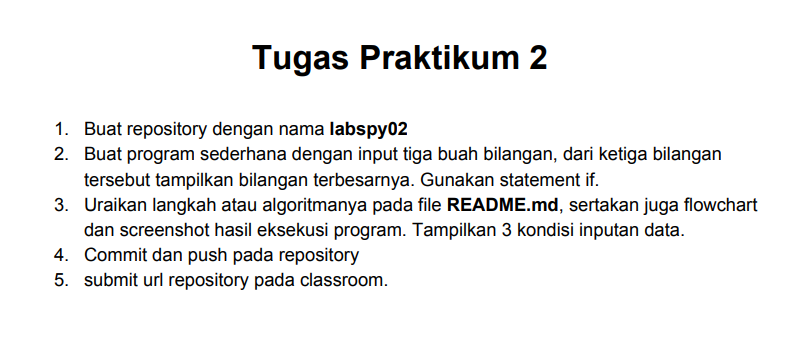 Tugas Praktikum 2
1. Buat repository dengan nama labspy02
2. Buat program sederhana dengan input tiga buah bilangan, dari ketiga bilangan
tersebut tampilkan bilangan terbesarnya. Gunakan statement if.
3. Uraikan langkah atau algoritmanya pada file README.md, sertakan juga flowchart
dan screenshot hasil eksekusi program. Tampilkan 3 kondisi inputan data.
4. Commit dan push pada repository
5. submit url repository pada classroom.